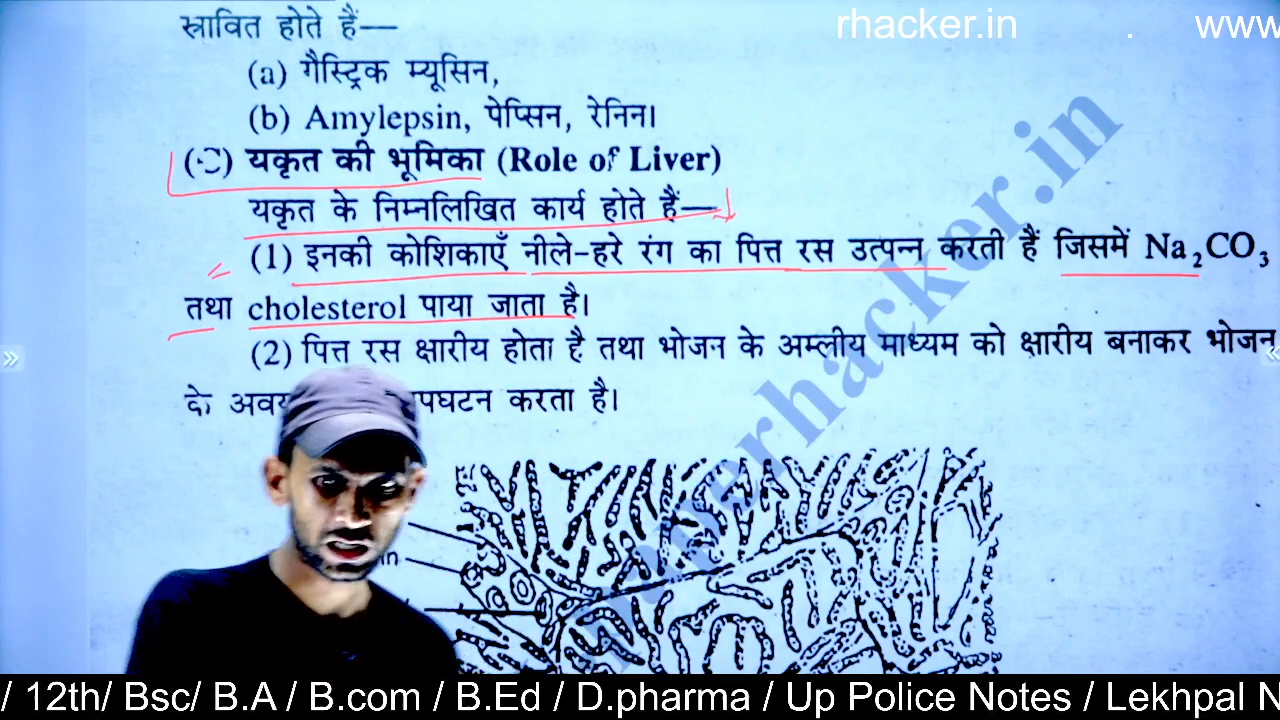 स्रावित होते हैं—
rhacker.in . www
(a) गैस्ट्रिक म्यूसिन,
(b) Amylepsin, पेप्सिन, रेनिन।
(C) यकृत की भूमिका (Role of Liver)
यकृत के निम्नलिखित कार्य होते हैं—
(1) इनकी कोशिकाएँ नीले-हरे रंग का पित्त रस उत्पन्न करती हैं जिसमें Na₂CO₃
तथा cholesterol पाया जाता है।
(2) पित्त रस क्षारीय होता है तथा भोजन के अम्लीय माध्यम को क्षारीय बनाकर भोजन
के करता है।
perhacker.in
/ 12th/ Bsc/ B.A / B.com / B.Ed / D.pharma / Up Police Notes / Lekhpal N